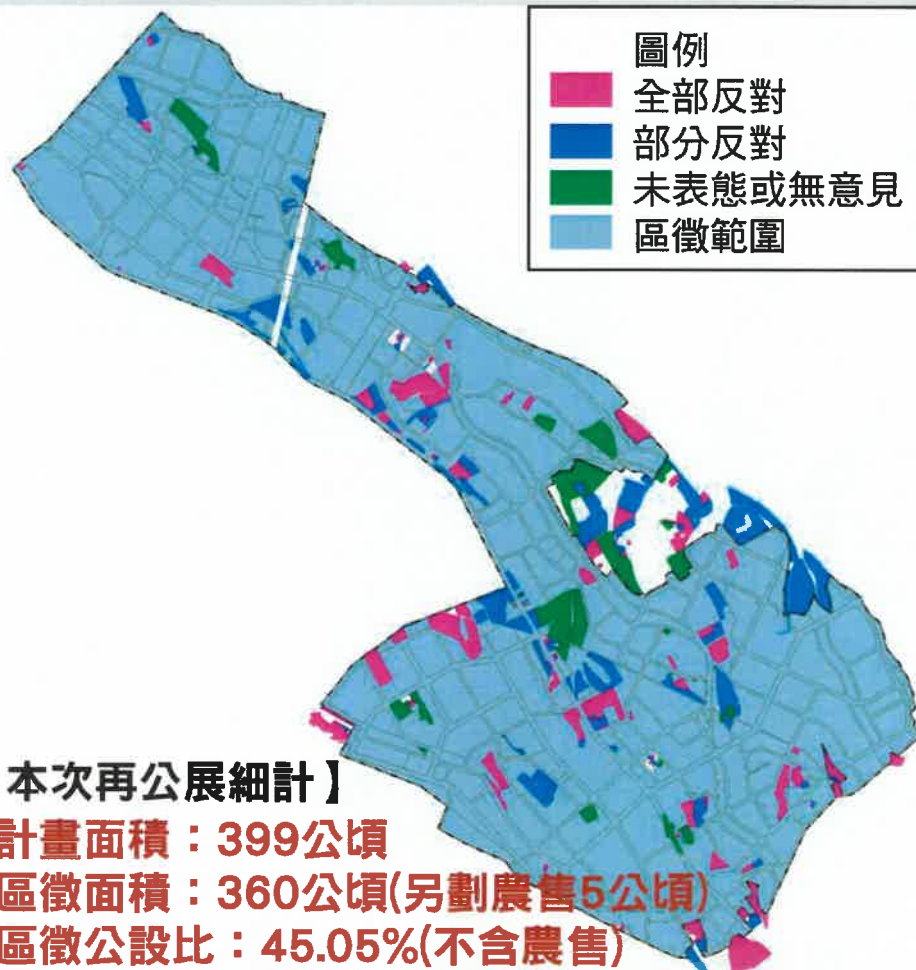 圖例
全部反對
部分反對
未表態或無意見
區徵範圍
本次再公展細計】
計畫面積：399公頃
區徵面積：360公頃(另劃農售5公頃)
區徵公設比：45.05%(不含農售)